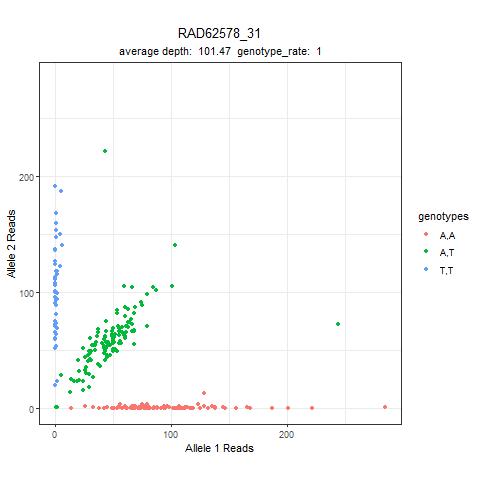 RAD62578_31
average depth:  101.47  genotype_rate:  1
Allele 2 Reads
200
100
0
0
100
200
Allele 1 Reads
genotypes
A,A
A,T
T,T